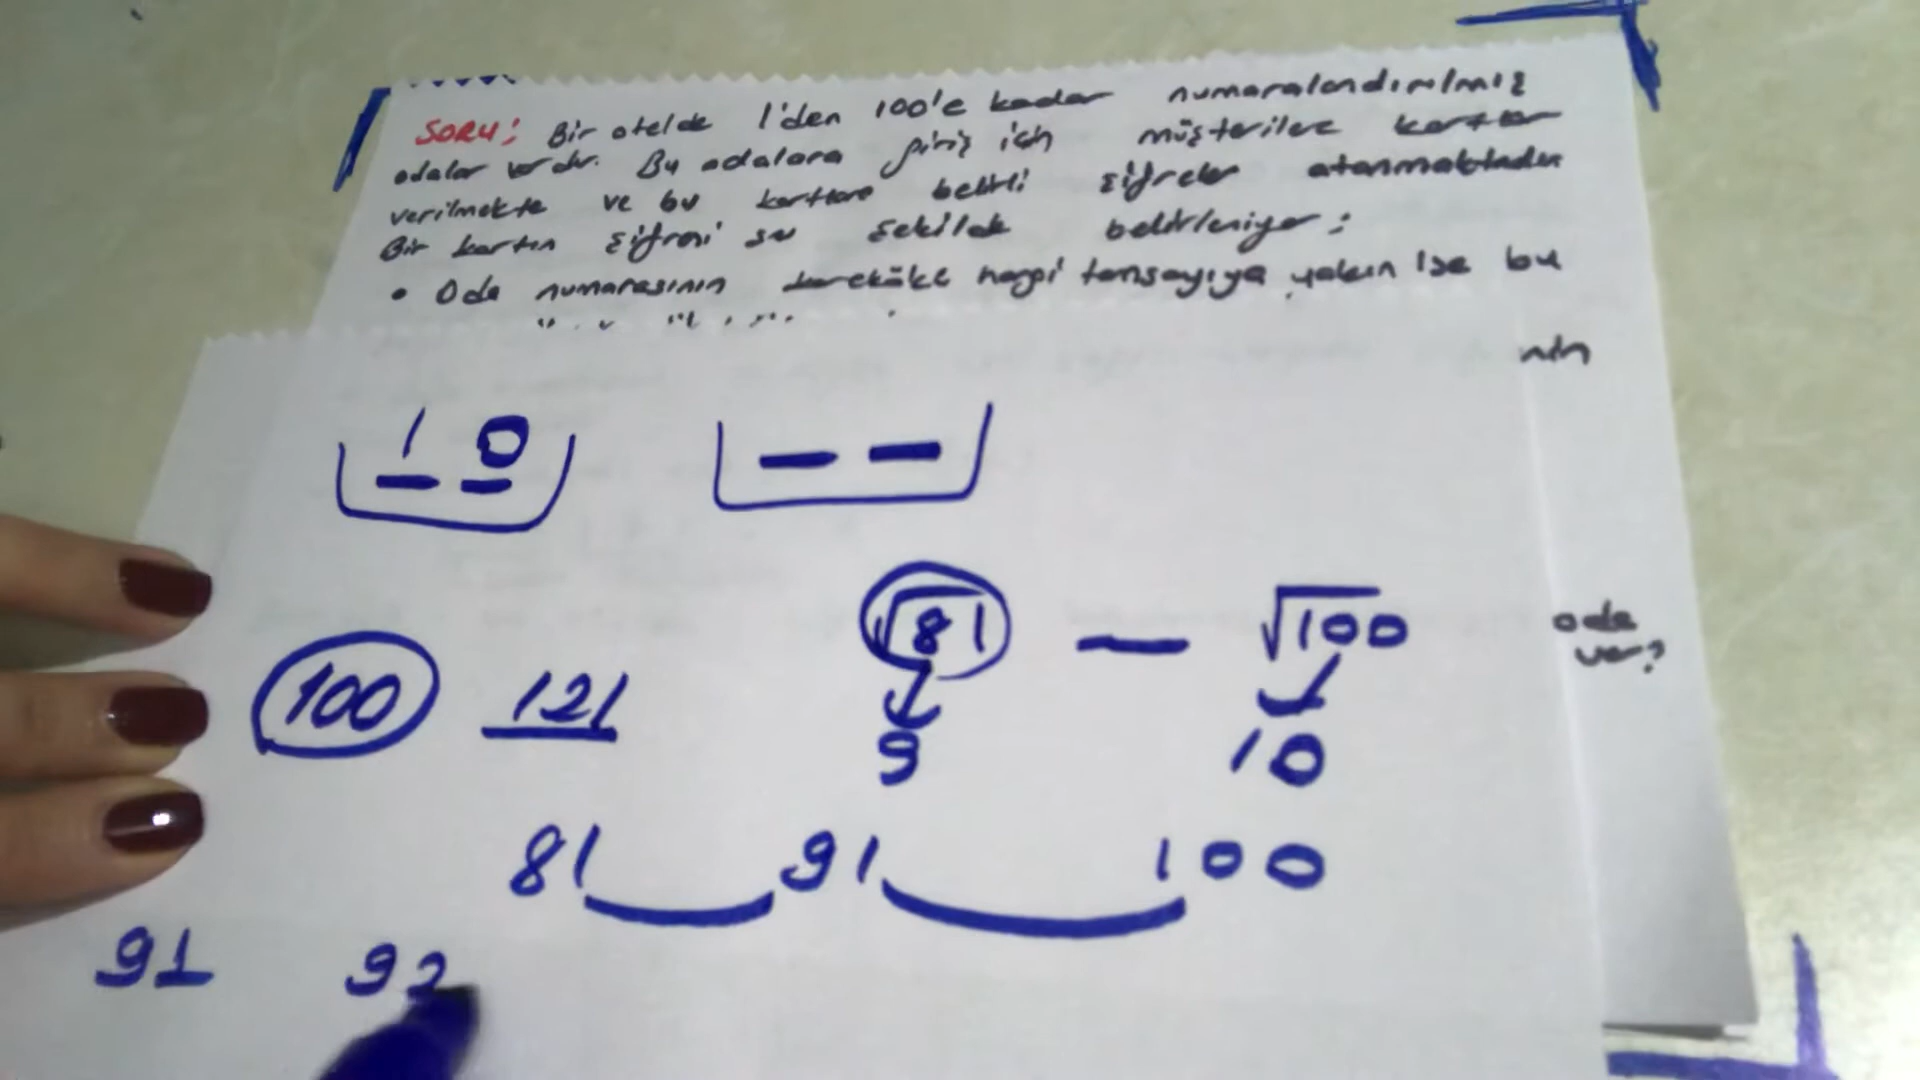 SORU: Bir otelde 1'den 100'e kadar numaralandırılmış
odalar vardır. Bu odalara giriş için müşterilere kartlar
verilmekte ve bu kartlara belirli şifreler atanmaktadır
Bir kartın şifresi şu şekilde belirleniyor:
• Oda numarasının karekökü hangi tamsayıya yakın ise bu
nın
1 0
√81 — √100
oda
var?
100 121
9 10
81 91 100
91 92